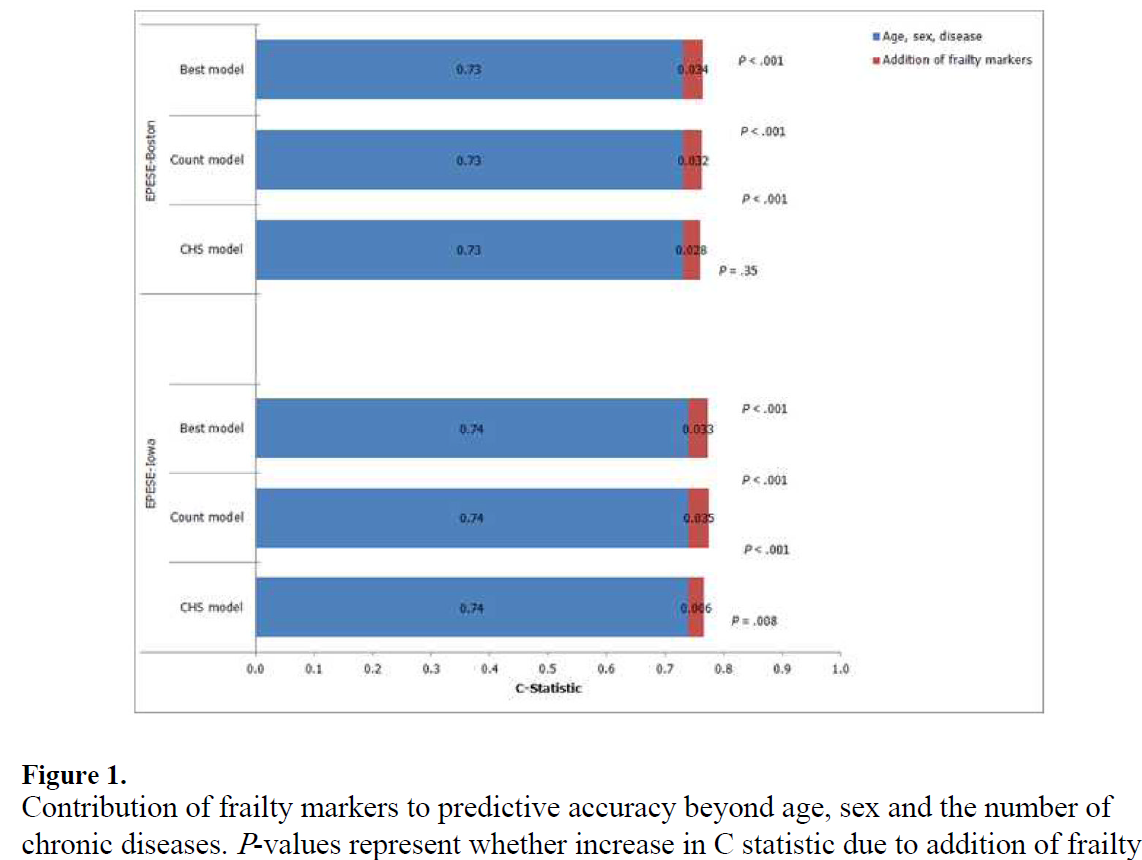 Age, sex, disease
Addition of frailty markers
EPESE-Boston
Best model
0.73
0.034
P < .001
P < .001
Count model
0.73
0.032
P < .001
CHS model
0.73
0.028
P = .35
EPESE-Iowa
Best model
0.74
0.033
P < .001
P < .001
Count model
0.74
0.035
P < .001
CHS model
0.74
0.006
P = .008
0.0 0.1 0.2 0.3 0.4 0.5 0.6 0.7 0.8 0.9 1.0
C-Statistic
Figure 1.
Contribution of frailty markers to predictive accuracy beyond age, sex and the number of
chronic diseases. P-values represent whether increase in C statistic due to addition of frailty